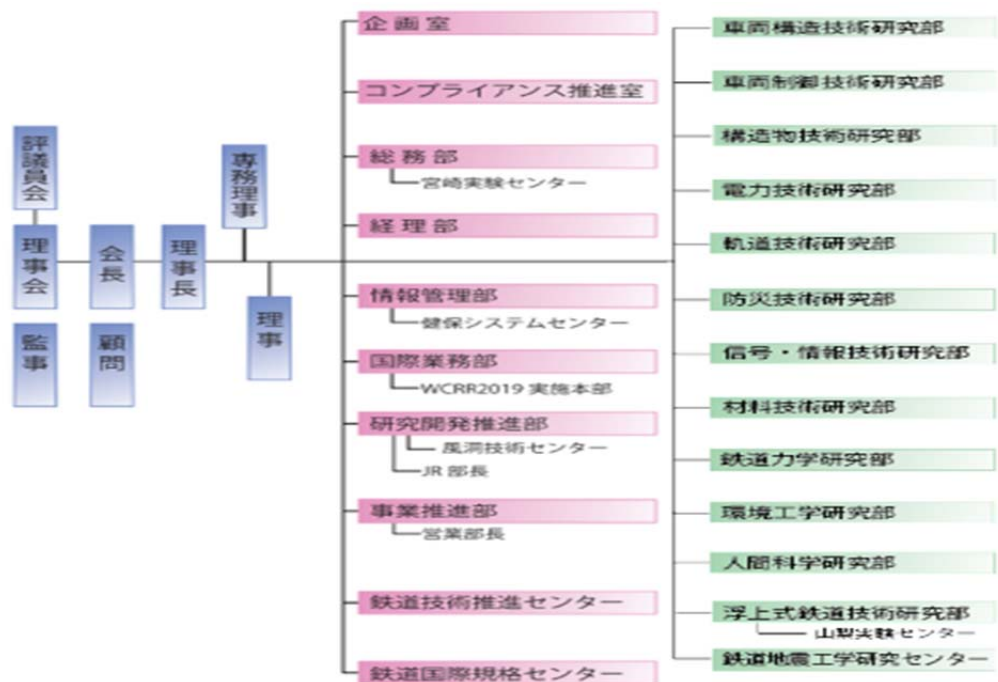 評議員会
理事会
監事
会長
顧問
理事長
専務理事
理事
企画室
コンプライアンス推進室
総務部
宮崎実験センター
経理部
情報管理部
健保システムセンター
国際業務部
WCRR2019 実施本部
研究開発推進部
風洞技術センター
JR 部長
事業推進部
営業部長
鉄道技術推進センター
鉄道国際規格センター
車両構造技術研究部
車両制御技術研究部
構造物技術研究部
電力技術研究部
軌道技術研究部
防災技術研究部
信号・情報技術研究部
材料技術研究部
鉄道力学研究部
環境工学研究部
人間科学研究部
浮上式鉄道技術研究部
山梨実験センター
鉄道地震工学研究センター